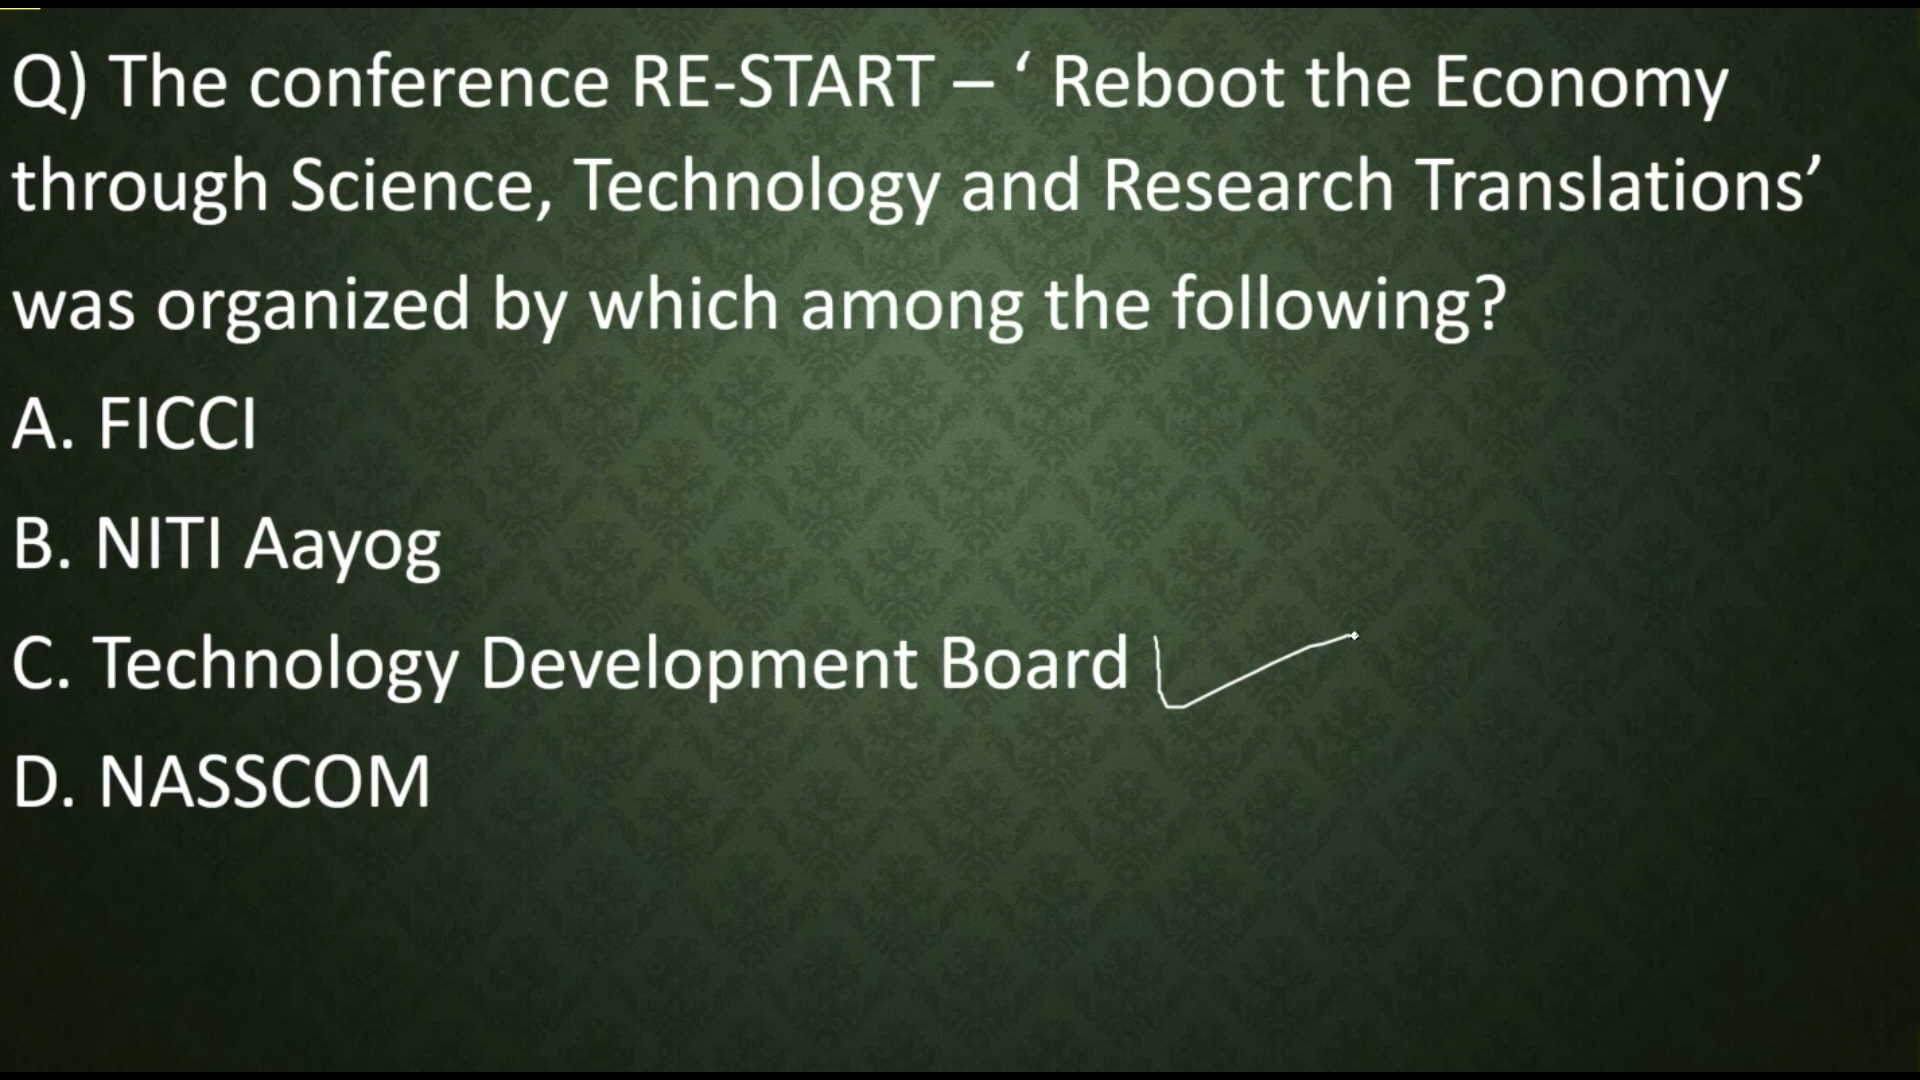 Q) The conference RE-START – ‘ Reboot the Economy
through Science, Technology and Research Translations’
was organized by which among the following?
A. FICCI
B. NITI Aayog
C. Technology Development Board
D. NASSCOM